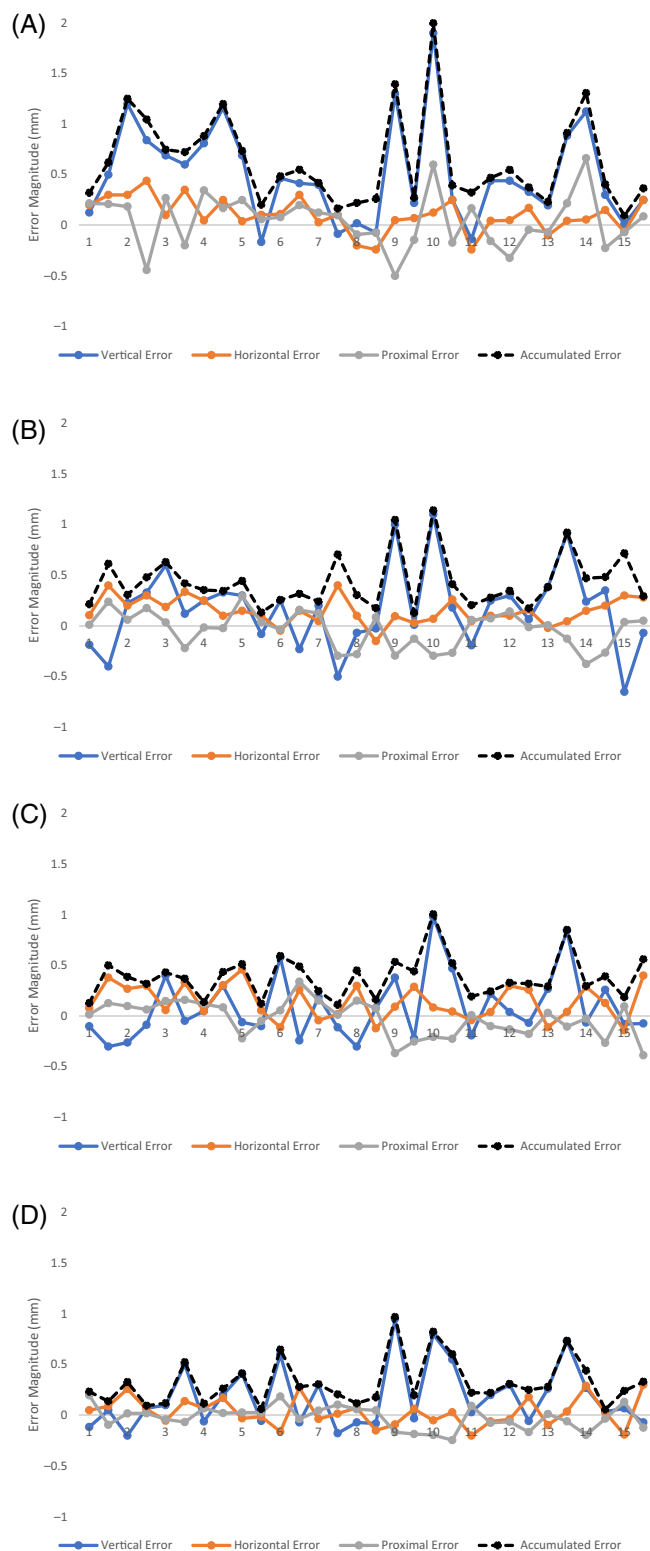 (A)
2
1.5
1
0.5
0
−0.5
−1
Error Magnitude (mm)
1 2 3 4 5 6 7 8 9 10 11 12 13 14 15
Vertical Error Horizontal Error Proximal Error Accumulated Error
(B)
2
1.5
1
0.5
0
−0.5
−1
Error Magnitude (mm)
1 2 3 4 5 6 7 8 9 10 11 12 13 14 15
Vertical Error Horizontal Error Proximal Error Accumulated Error
(C)
2
1.5
1
0.5
0
−0.5
−1
Error Magnitude (mm)
1 2 3 4 5 6 7 8 9 10 11 12 13 14 15
Vertical Error Horizontal Error Proximal Error Accumulated Error
(D)
2
1.5
1
0.5
0
−0.5
−1
Error Magnitude (mm)
1 2 3 4 5 6 7 8 9 10 11 12 13 14 15
Vertical Error Horizontal Error Proximal Error Accumulated Error